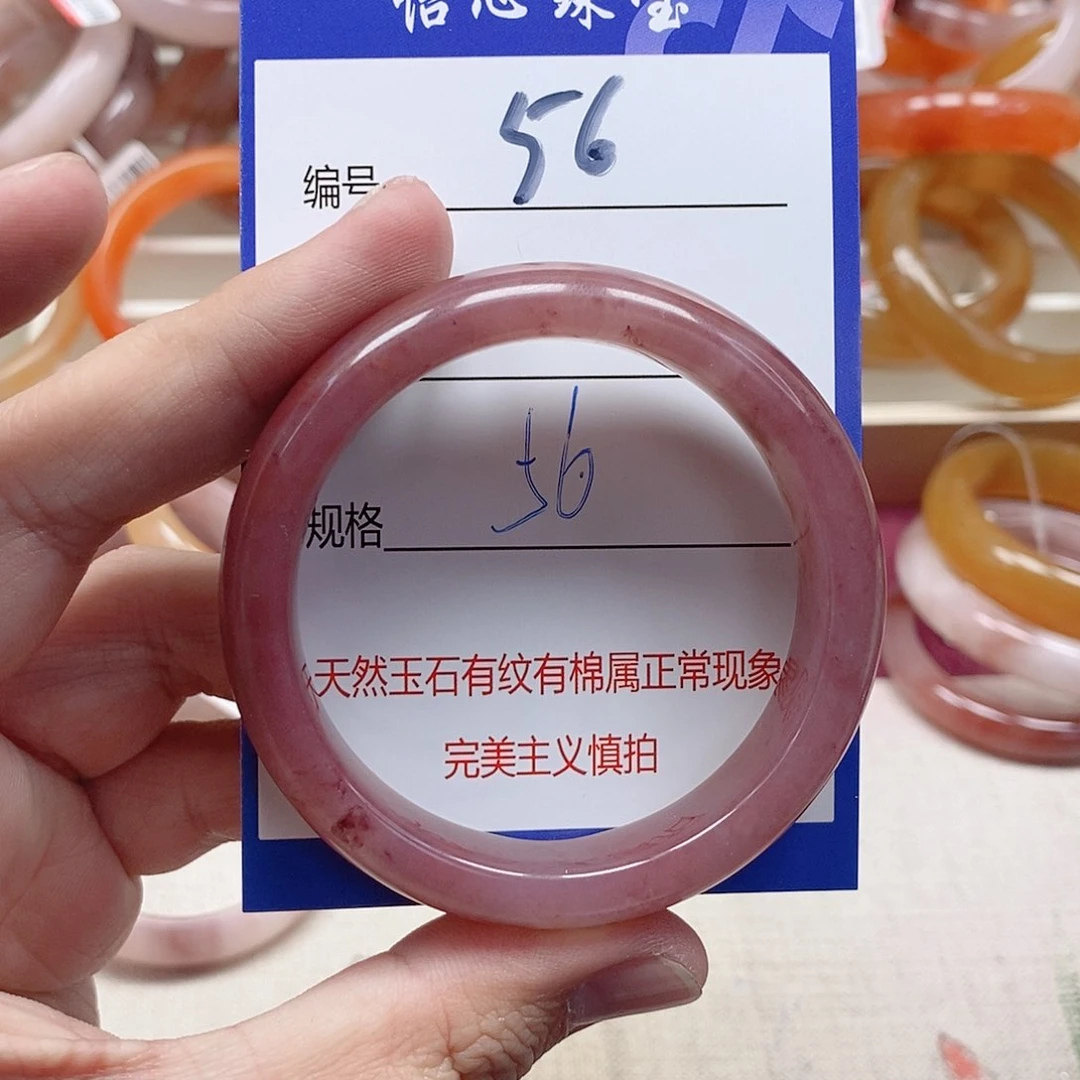 编号 56
规格 56
天然玉石有纹有棉属正常现象
完美主义慎拍